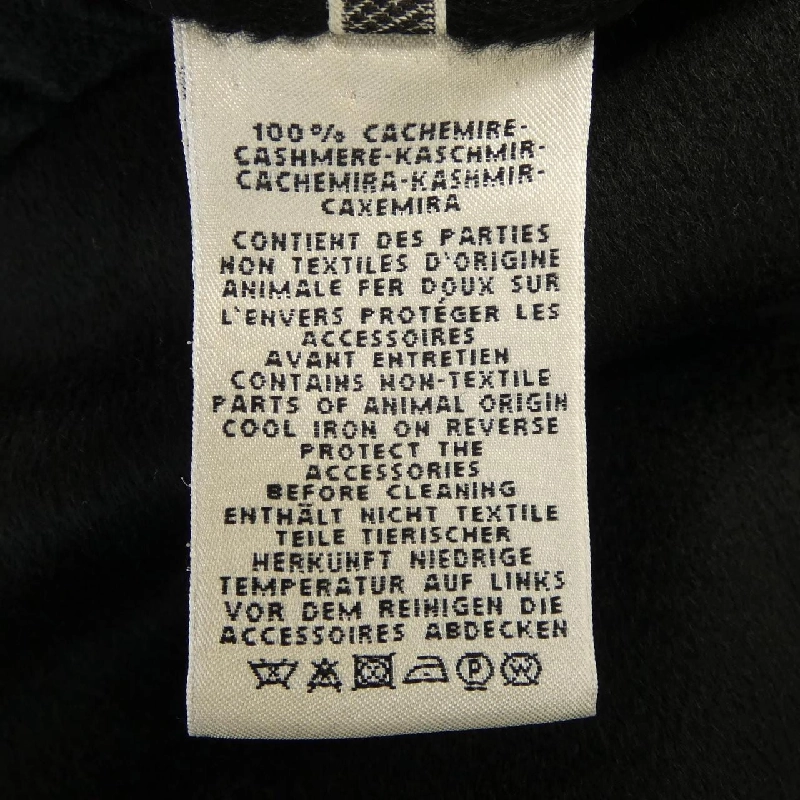 100% CACHEMIRE-
CASHMERE-KASCHMIR-
CACHEMIRA-KASHMIR-
CAXEMIRA
CONTIENT DES PARTIES
NON TEXTILES D'ORIGINE
ANIMALE FER DOUX SUR
L'ENVERS PROTÉGER LES
ACCESSOIRES
AVANT ENTRETIEN
CONTAINS NON-TEXTILE
PARTS OF ANIMAL ORIGIN
COOL IRON ON REVERSE
PROTECT THE
ACCESSORIES
BEFORE CLEANING
ENTHÄLT NICHT TEXTILE
TEILE TIERISCHER
HERKUNFT NIEDRIGE
TEMPERATUR AUF LINKS
VOR DEM REINIGEN DIE
ACCESSOIRES ABDECKEN
P W